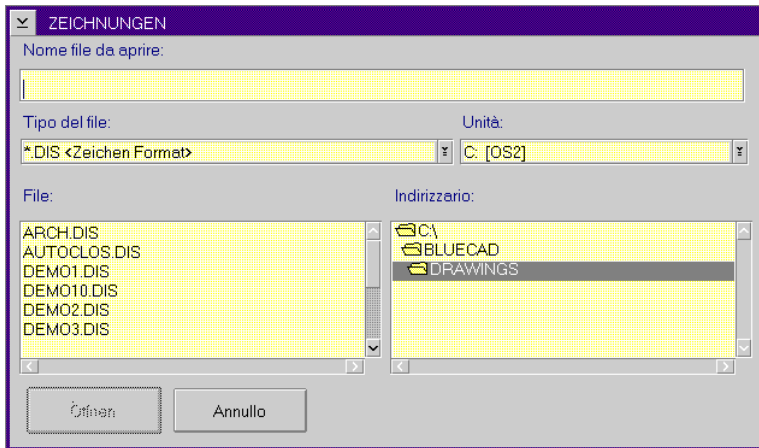 ZEICHNUNGEN
Nome file da aprire:
Tipo del file:
Unità:
*.DIS <Zeichen Format>
C: [OS2]
File:
Indirizzario:
ARCH.DIS
AUTOCLOS.DIS
DEMO1.DIS
DEMO10.DIS
DEMO2.DIS
DEMO3.DIS
C:\
BLUECAD
DRAWINGS
Öffnen
Annullo